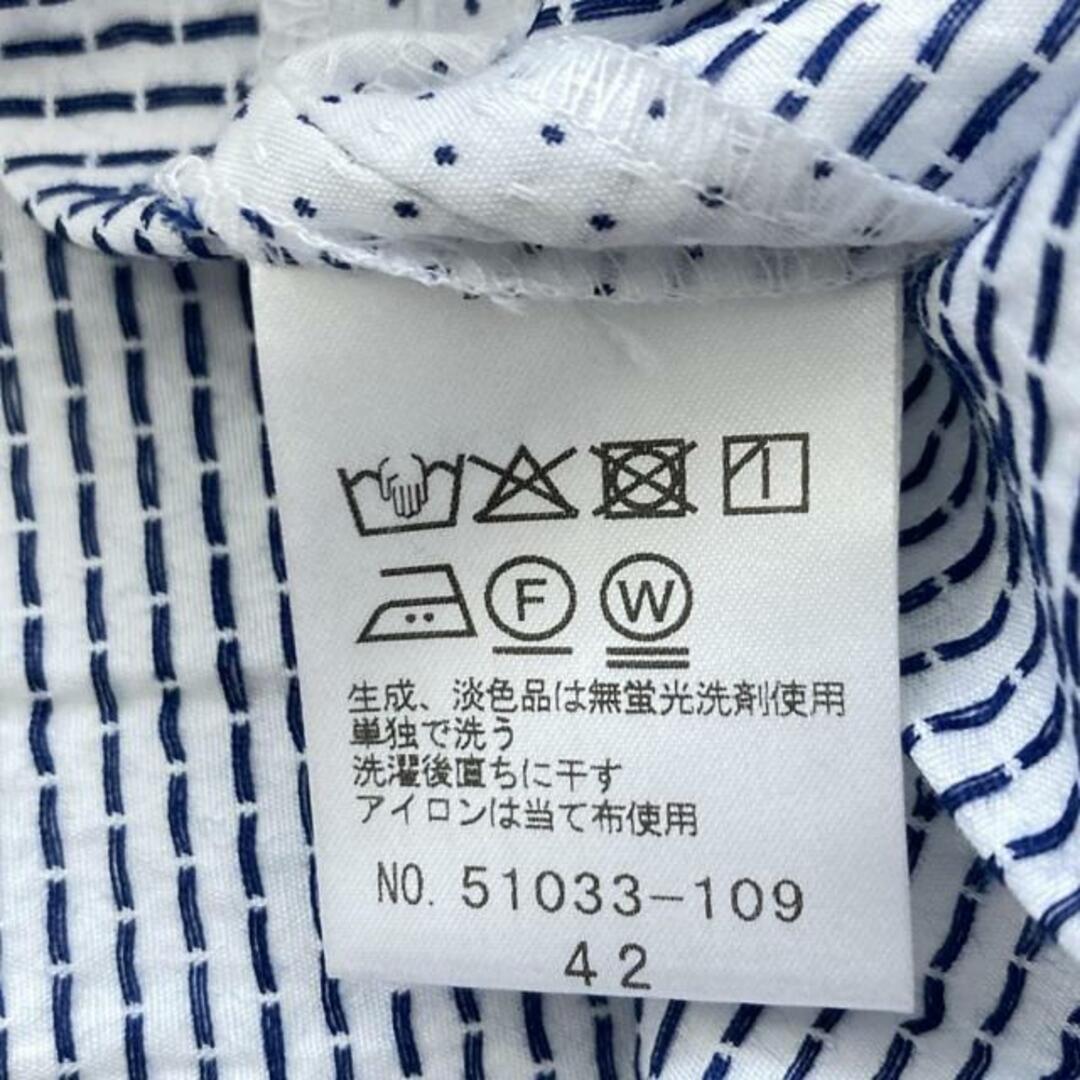 F W
生成、淡色品は無蛍光洗剤使用
単独で洗う
洗濯後直ちに干す
アイロンは当て布使用
NO. 51033-109
42